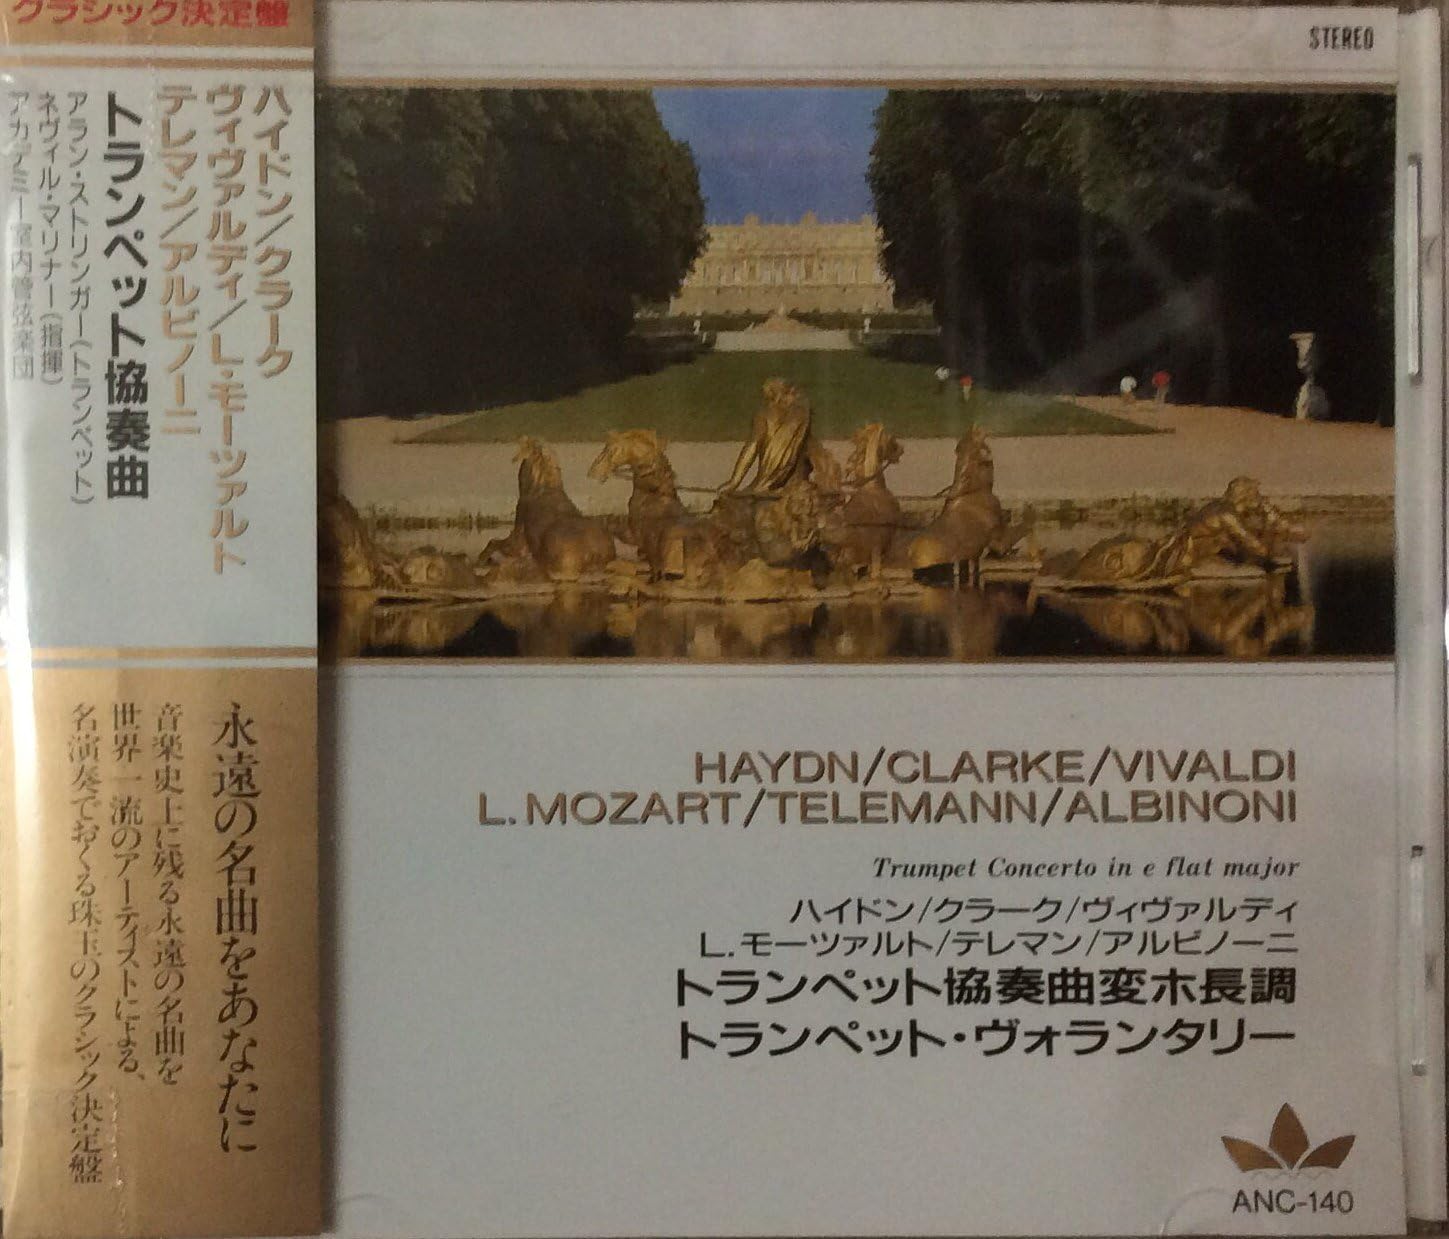 クラシック決定盤
ハイドン/クラーク
ヴィヴァルディ/L.モーツァルト
テレマン/アルビノーニ
トランペット協奏曲
アラン・ストリンガー(トランペット)
ネヴィル・マリナー(指揮)
アカデミー室内管弦楽団
永遠の名曲をあなたに
音楽史上に残る永遠の名曲を
世界一流のアーティストによる、
名演奏でおくる珠玉のクラシック決定盤
STEREO
HAYDN/CLARKE/VIVALDI
L.MOZART/TELEMANN/ALBINONI
Trumpet Concerto in e flat major
ハイドン/クラーク/ヴィヴァルディ
L.モーツァルト/テレマン/アルビノーニ
トランペット協奏曲変ホ長調
トランペット・ヴォランタリー
ANC-140